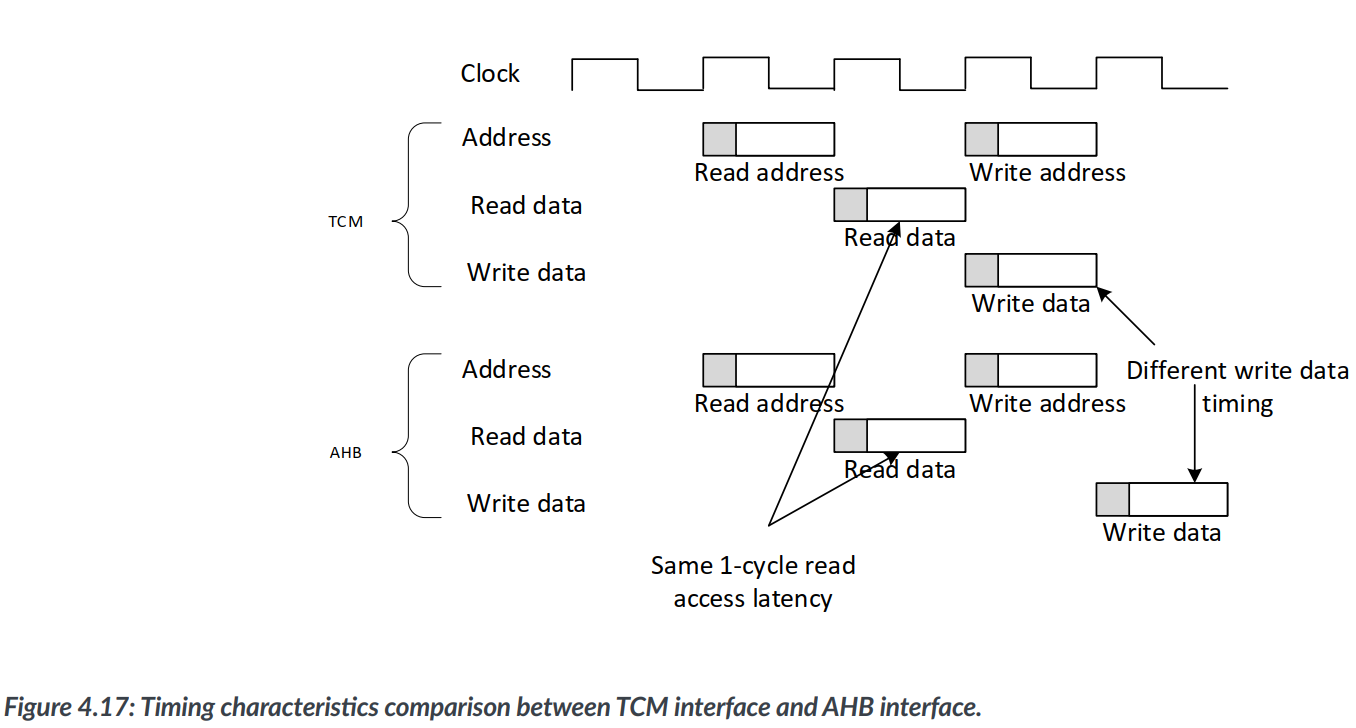 Clock
Address
Read address
Write address
TCM
Read data
Read data
Write data
Write data
Different write data
timing
Address
Read address
Write address
AHB
Read data
Read data
Write data
Write data
Same 1-cycle read
access latency
Figure 4.17: Timing characteristics comparison between TCM interface and AHB interface.